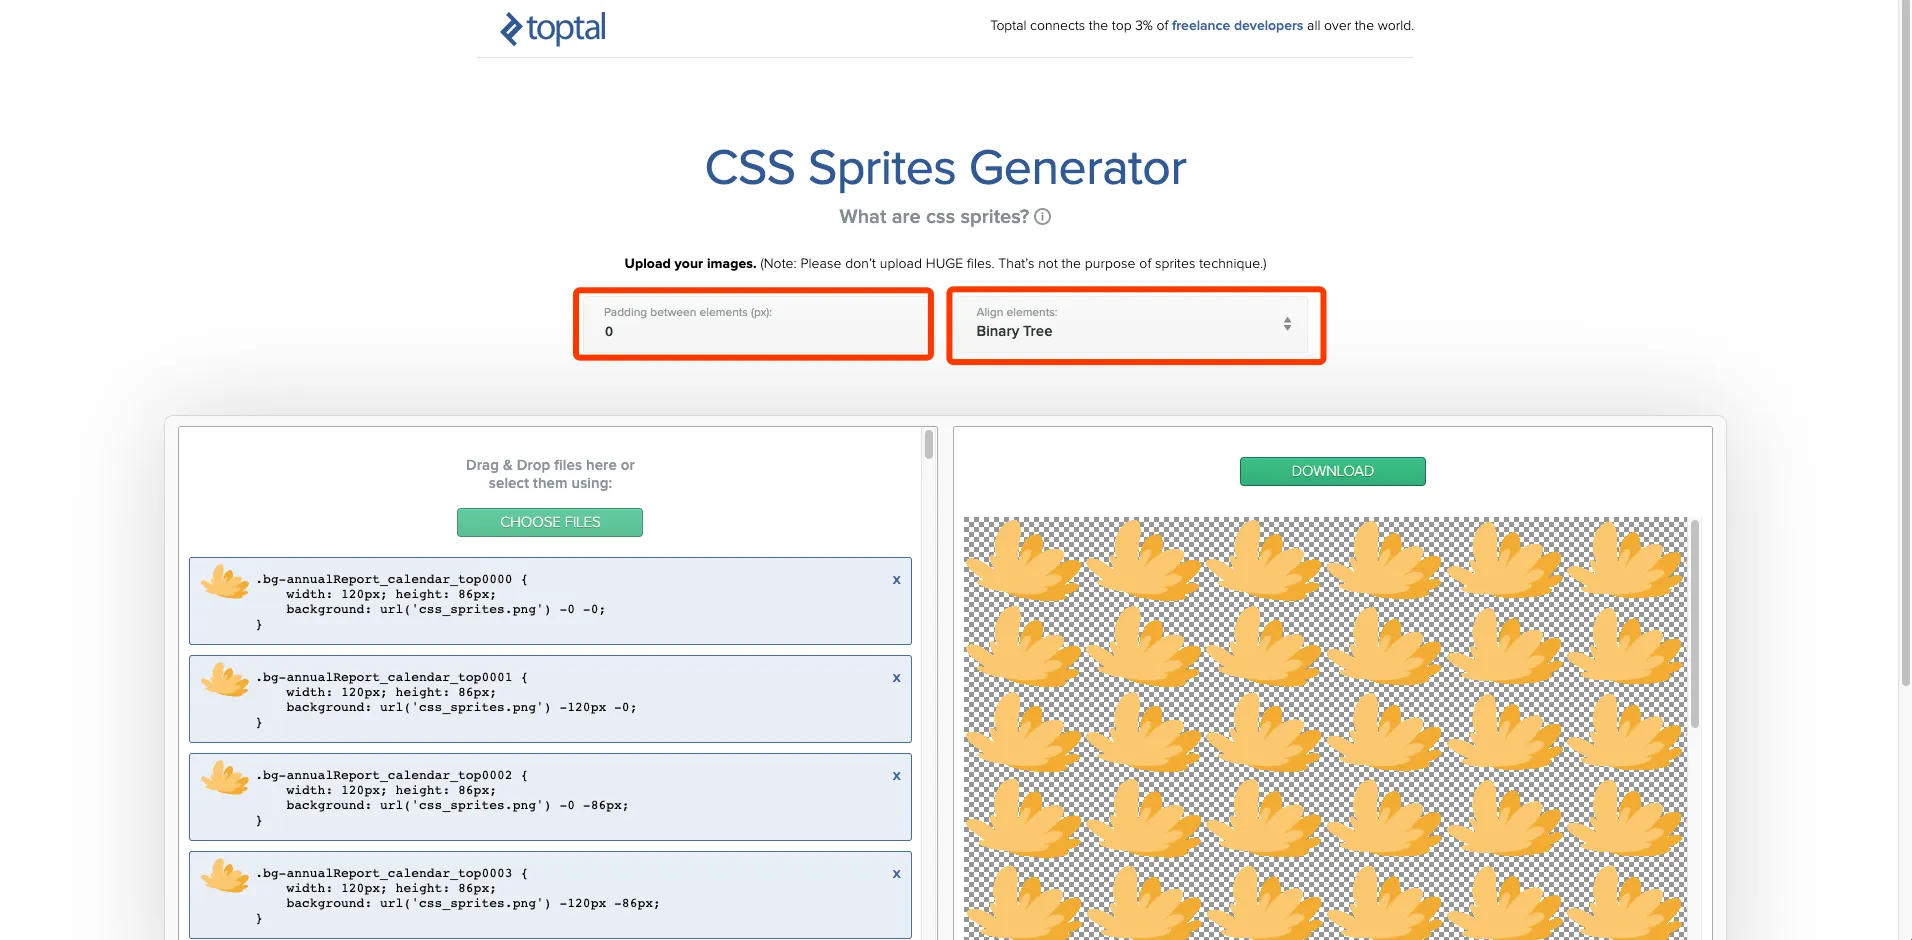 toptal
Toptal connects the top 3% of freelance developers all over the world.
CSS Sprites Generator
What are css sprites?
Upload your images. (Note: Please don't upload HUGE files. That's not the purpose of sprites technique.)
Padding between elements (px):
0
Align elements:
Binary Tree
Drag & Drop files here or
select them using:
CHOOSE FILES
.bg-annualReport_calendar_top0000 {
x
width: 120px; height: 86px;
background: url('css_sprites.png') -0 -0;
}
.bg-annualReport_calendar_top0001 {
x
width: 120px; height: 86px;
background: url('css_sprites.png') -120px -0;
}
.bg-annualReport_calendar_top0002 {
x
width: 120px; height: 86px;
background: url('css_sprites.png') -0 -86px;
}
.bg-annualReport_calendar_top0003 {
x
width: 120px; height: 86px;
background: url('css_sprites.png') -120px -86px;
}
DOWNLOAD